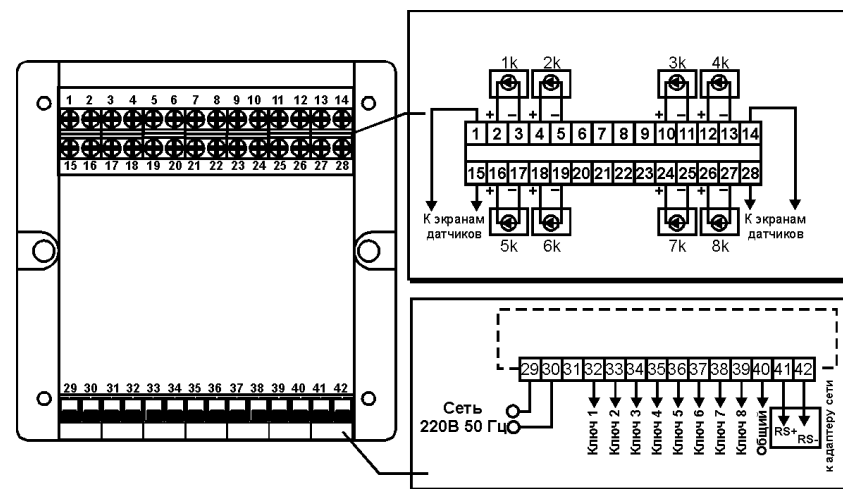 1 2 3 4 5 6 7 8 9 10 11 12 13 14
15 16 17 18 19 20 21 22 23 24 25 26 27 28
29 30 31 32 33 34 35 36 37 38 39 40 41 42
1k 2k 3k 4k
+ − + − + − + −
1 2 3 4 5 6 7 8 9 10 11 12 13 14
15 16 17 18 19 20 21 22 23 24 25 26 27 28
+ − + − + − + −
К экранам
датчиков
5k 6k 7k 8k
К экранам
датчиков
29 30 31 32 33 34 35 36 37 38 39 40 41 42
Сеть
220В 50 Гц
Ключ 1
Ключ 2
Ключ 3
Ключ 4
Ключ 5
Ключ 6
Ключ 7
Ключ 8
Общий
RS+
RS-
к адаптеру сети